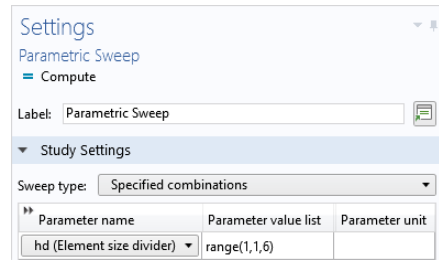 Settings
Parametric Sweep
= Compute
Label: Parametric Sweep
Study Settings
Sweep type: Specified combinations
Parameter name Parameter value list Parameter unit
hd (Element size divider) range(1,1,6)